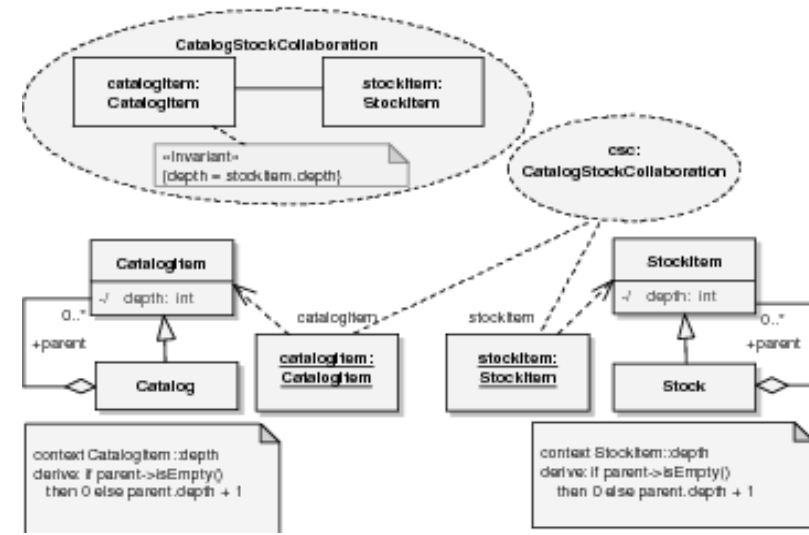 CatalogStockCollaboration
catalogItem:
CatalogItem
stockItem:
StockItem
«Invariant»
{depth = stockItem.depth}
csc:
CatalogStockCollaboration
CatalogItem
-/ depth: int
0..*
+parent
Catalog
catalogItem
catalogItem:
CatalogItem
stockItem
stockItem:
StockItem
StockItem
-/ depth: int
0..*
+parent
Stock
context CatalogItem::depth
derive: if parent->isEmpty()
then 0 else parent.depth + 1
context StockItem::depth
derive: if parent->isEmpty()
then 0 else parent.depth + 1